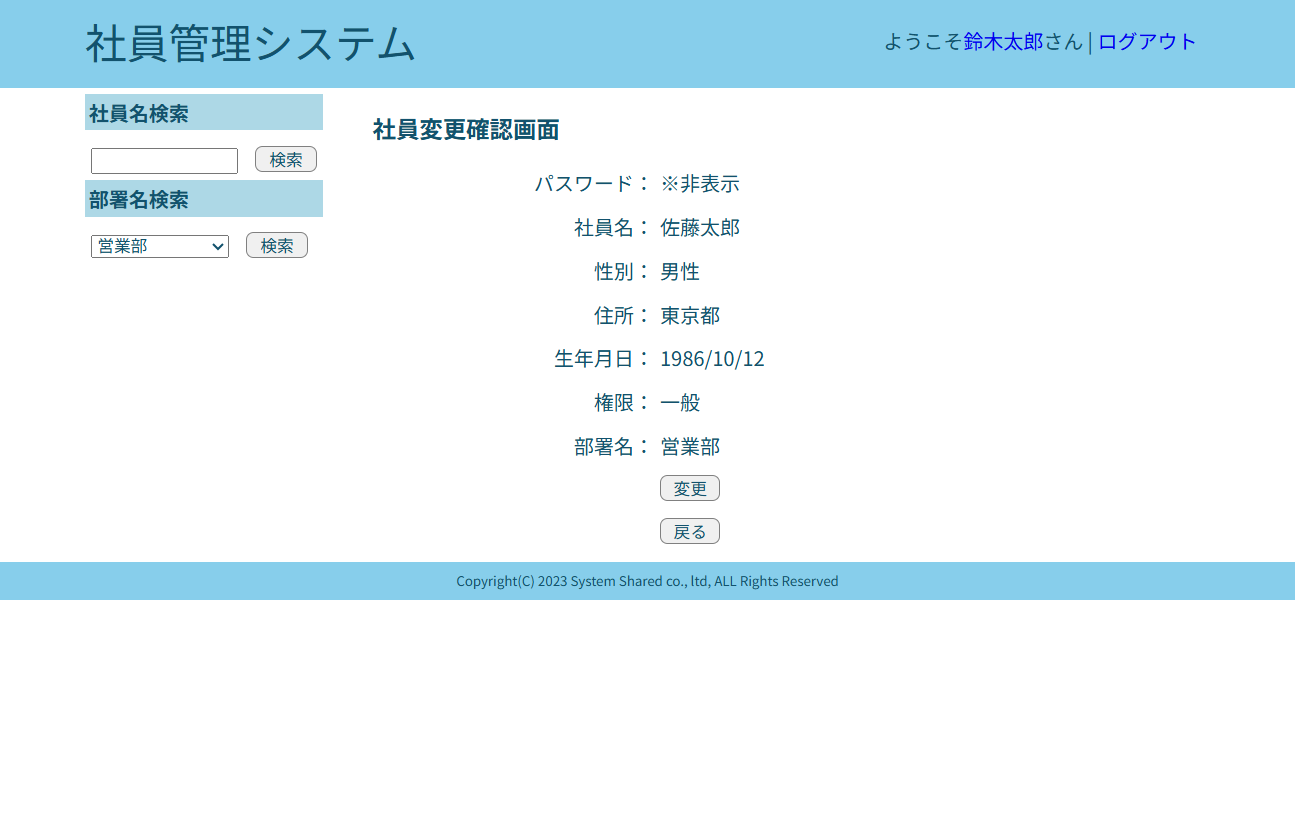 社員管理システム
ようこそ鈴木太郎さん | ログアウト
社員名検索
検索
部署名検索
営業部 検索
社員変更確認画面
パスワード： ※非表示
社員名： 佐藤太郎
性別： 男性
住所： 東京都
生年月日： 1986/10/12
権限： 一般
部署名： 営業部
変更
戻る
Copyright(C) 2023 System Shared co., ltd, ALL Rights Reserved